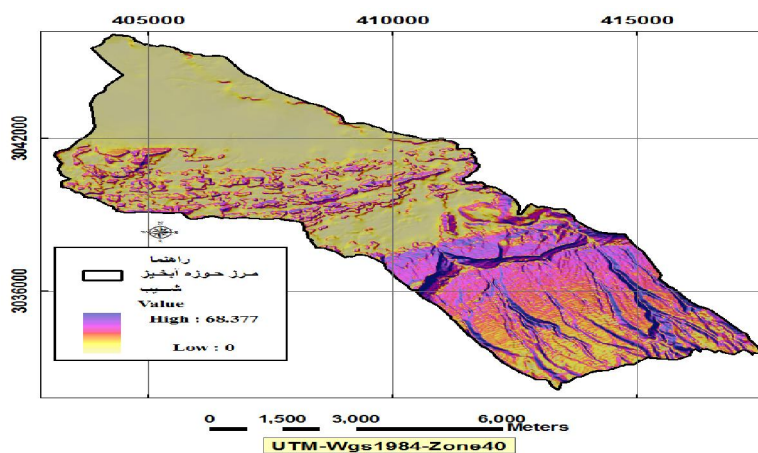 405000 410000 415000
3042000
3036000
راهنما
مرز حوزه آبخیز
شیب
Value
High : 68.377
Low : 0
0 1,500 3,000 6,000
Meters
UTM-Wgs1984-Zone40